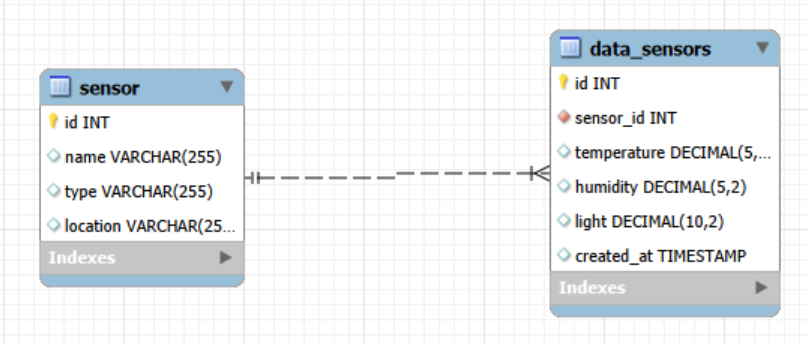 sensor
id INT
name VARCHAR(255)
type VARCHAR(255)
location VARCHAR(25...
Indexes
data_sensors
id INT
sensor_id INT
temperature DECIMAL(5,...
humidity DECIMAL(5,2)
light DECIMAL(10,2)
created_at TIMESTAMP
Indexes